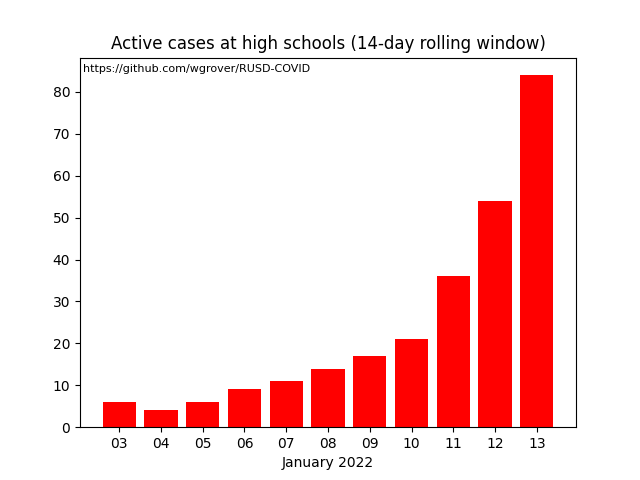 Active cases at high schools (14-day rolling window)
https://github.com/wgrover/RUSD-COVID
80
70
60
50
40
30
20
10
0
03 04 05 06 07 08 09 10 11 12 13
January 2022